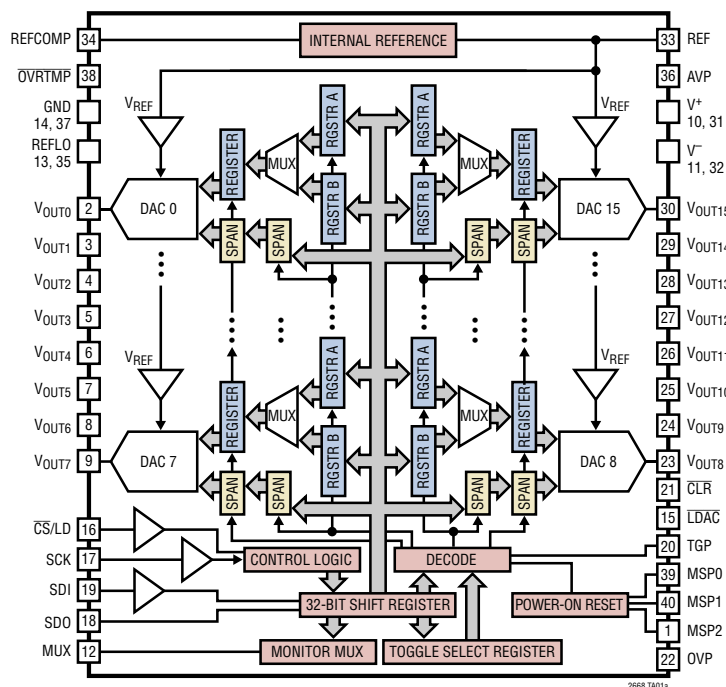 REFCOMP 34
INTERNAL REFERENCE
33 REF
OVRTMP 38
36 AVP
GND
14, 37
V+
10, 31
REFLO
13, 35
V–
11, 32
VREF
VREF
RGSTR A
RGSTR A
REGISTER
MUX
MUX
REGISTER
RGSTR B
RGSTR B
VOUT0 2
DAC 0
DAC 15
30 VOUT15
SPAN
SPAN
SPAN
SPAN
VOUT1 3
29 VOUT14
VOUT2 4
28 VOUT13
VOUT3 5
27 VOUT12
VOUT4 6
26 VOUT11
VREF
VREF
RGSTR A
RGSTR A
VOUT5 7
25 VOUT10
REGISTER
MUX
MUX
REGISTER
VOUT6 8
24 VOUT9
RGSTR B
RGSTR B
VOUT7 9
DAC 7
DAC 8
23 VOUT8
SPAN
SPAN
SPAN
SPAN
21 CLR
CS/LD 16
15 LDAC
SCK 17
CONTROL LOGIC
DECODE
20 TGP
39 MSP0
SDI 19
32-BIT SHIFT REGISTER
POWER-ON RESET
40 MSP1
SDO 18
1 MSP2
MUX 12
MONITOR MUX
TOGGLE SELECT REGISTER
22 OVP
2668 TA01a